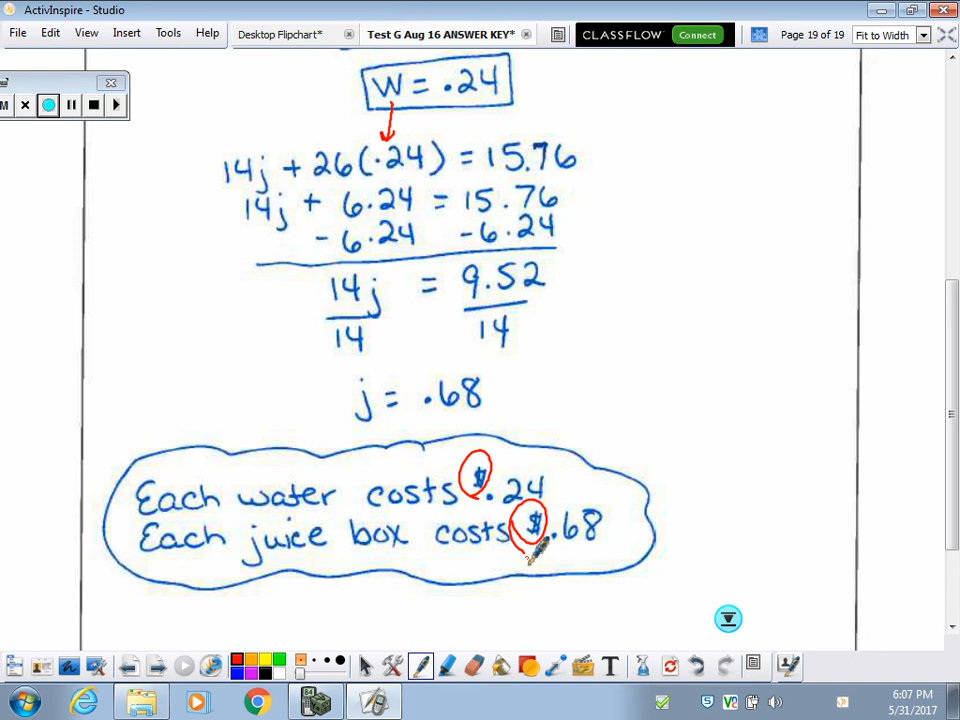 ActivInspire - Studio
File Edit View Insert Tools Help
Desktop Flipchart*
Test G Aug 16 ANSWER KEY*
CLASSFLOW Connect
Page 19 of 19
Fit to Width
M
W = .24
14j + 26(.24) = 15.76
14j + 6.24 = 15.76
- 6.24 - 6.24
14j = 9.52
14 14
j = .68
Each water costs $.24
Each juice box costs $.68
T
6:07 PM
5/31/2017